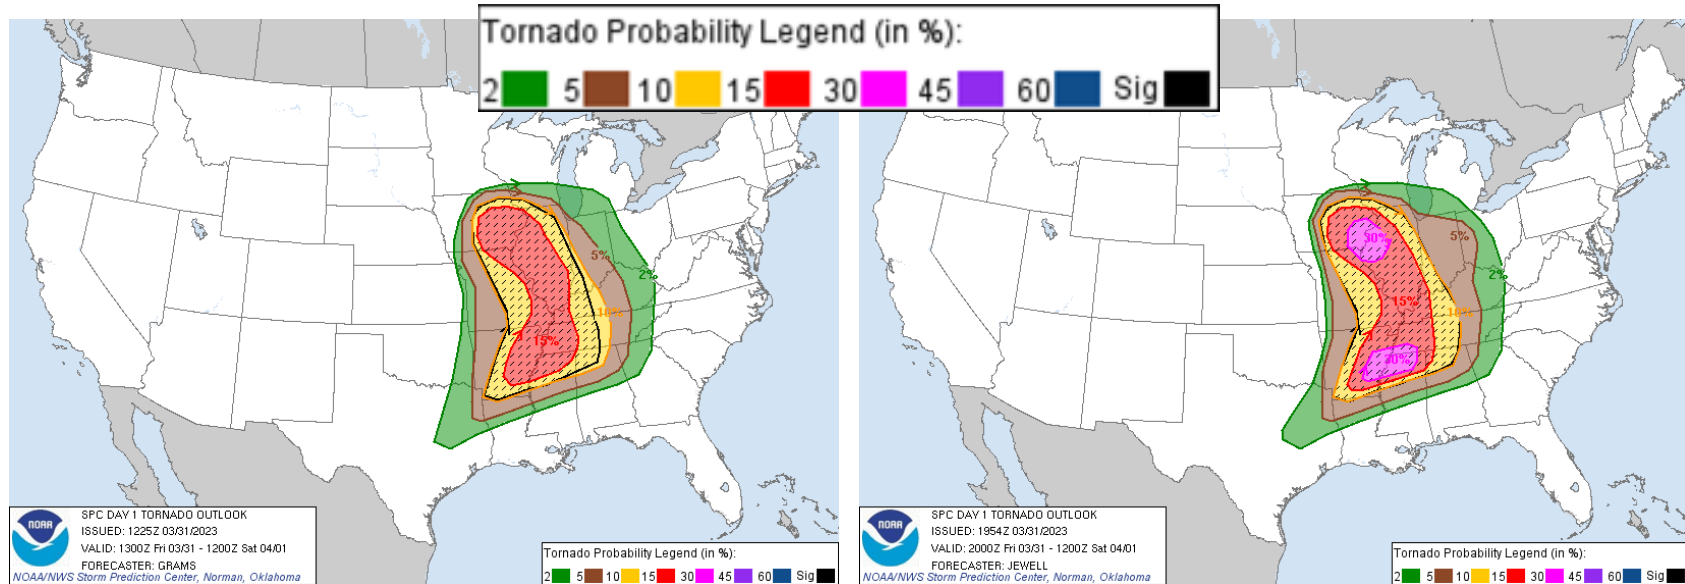 Tornado Probability Legend (in %):
2 5 10 15 30 45 60 Sig
5%
2%
10%
15%
30%
5%
2%
15%
10%
30%
NOAA
SPC DAY 1 TORNADO OUTLOOK
ISSUED: 1225Z 03/31/2023
VALID: 1300Z Fri 03/31 - 1200Z Sat 04/01
FORECASTER: GRAMS
NOAA/NWS Storm Prediction Center, Norman, Oklahoma
Tornado Probability Legend (in %):
2 5 10 15 30 45 60 Sig
NOAA
SPC DAY 1 TORNADO OUTLOOK
ISSUED: 1954Z 03/31/2023
VALID: 2000Z Fri 03/31 - 1200Z Sat 04/01
FORECASTER: JEWELL
NOAA/NWS Storm Prediction Center, Norman, Oklahoma
Tornado Probability Legend (in %):
2 5 10 15 30 45 60 Sig